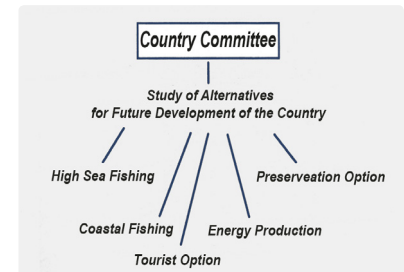 Country Committee
Study of Alternatives
for Future Development of the Country
High Sea Fishing
Preserveation Option
Coastal Fishing
Energy Production
Tourist Option